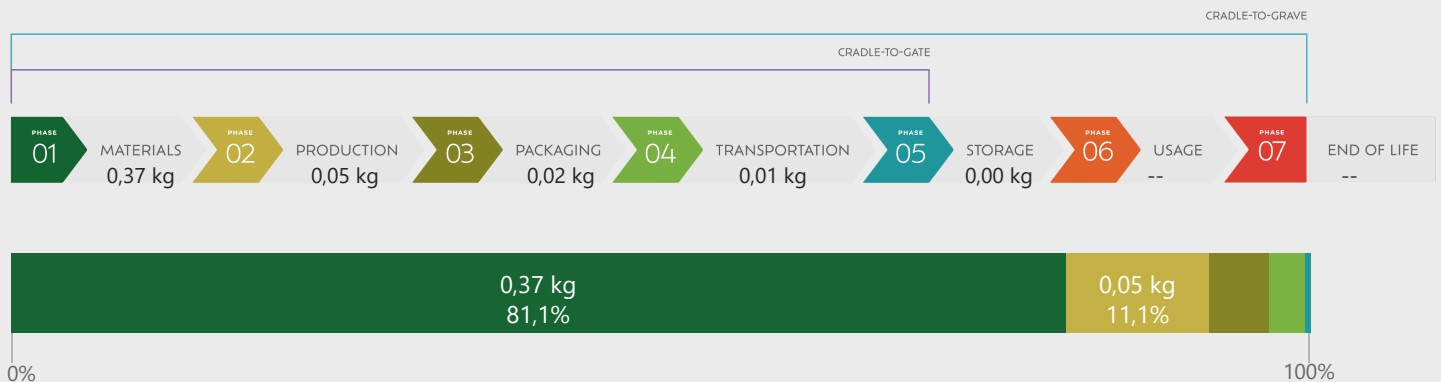 CRADLE-TO-GRAVE
CRADLE-TO-GATE
PHASE
01
MATERIALS
0,37 kg
PHASE
02
PRODUCTION
0,05 kg
PHASE
03
PACKAGING
0,02 kg
PHASE
04
TRANSPORTATION
0,01 kg
PHASE
05
STORAGE
0,00 kg
PHASE
06
USAGE
--
PHASE
07
END OF LIFE
--
0,37 kg
81,1%
0,05 kg
11,1%
0%
100%